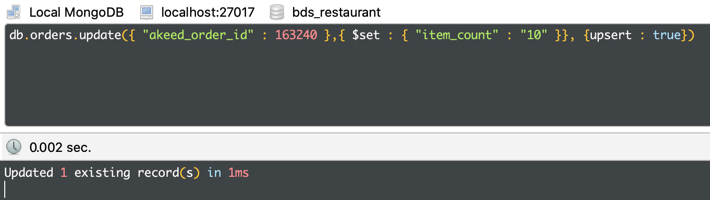 Local MongoDB localhost:27017 bds_restaurant
db.orders.update({ "akeed_order_id" : 163240 },{ $set : { "item_count" : "10" }}, {upsert : true})
0.002 sec.
Updated 1 existing record(s) in 1ms